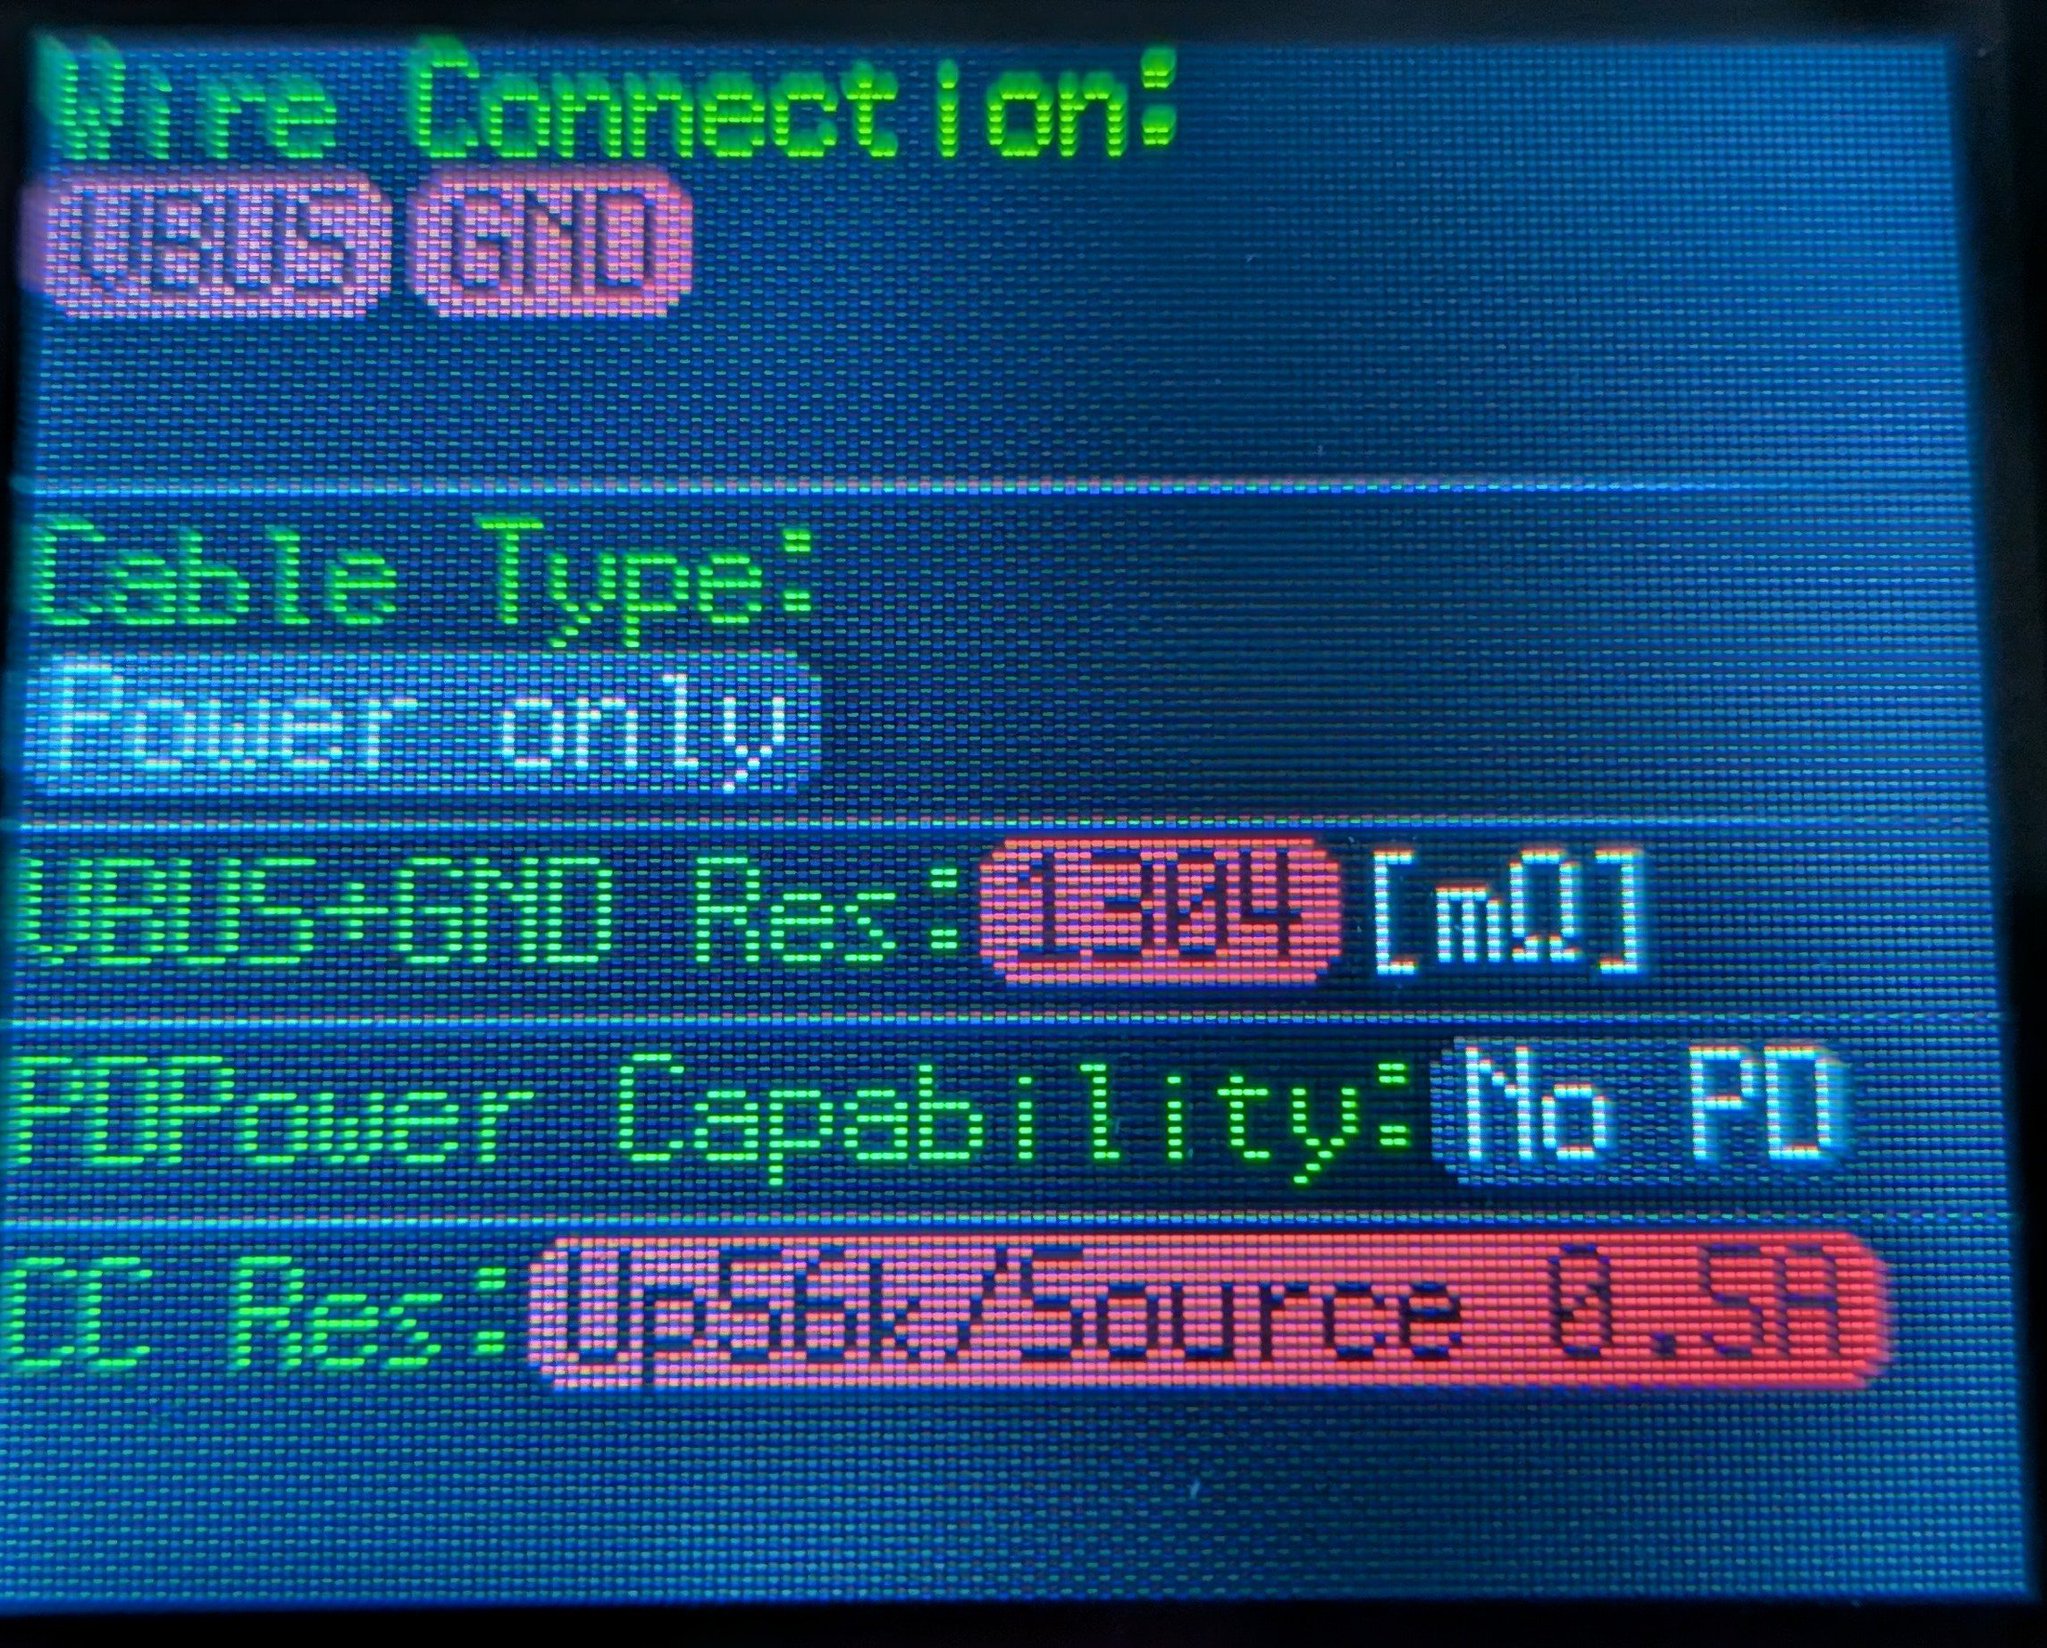 Wire Connection:
VBUS GND
Cable Type:
Power only
VBUS+GND Res: 1304 [mΩ]
PDPower Capability: No PD
CC Res: Up56k/Source 0.5A